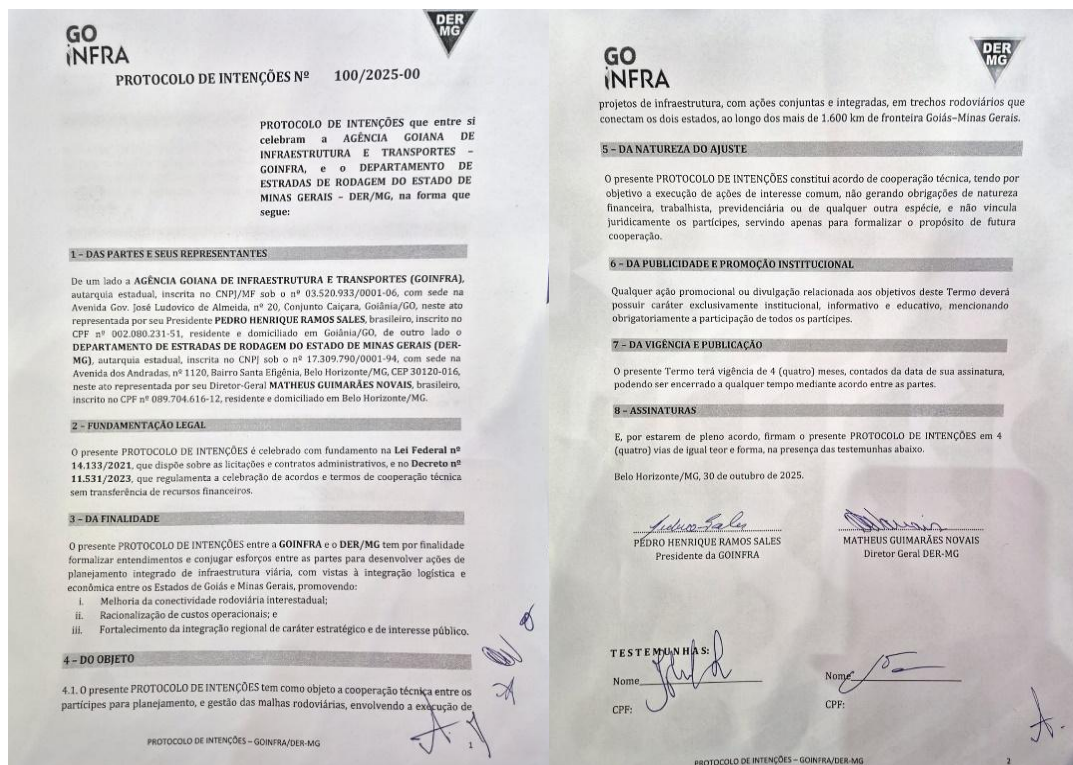 GO
INFRA
DER
MG
PROTOCOLO DE INTENÇÕES Nº 100/2025-00
PROTOCOLO DE INTENÇÕES que entre si
celebram a AGÊNCIA GOIANA DE
INFRAESTRUTURA E TRANSPORTES –
GOINFRA, e o DEPARTAMENTO DE
ESTRADAS DE RODAGEM DO ESTADO DE
MINAS GERAIS – DER/MG, na forma que
segue:
1 – DAS PARTES E SEUS REPRESENTANTES
De um lado a AGÊNCIA GOIANA DE INFRAESTRUTURA E TRANSPORTES (GOINFRA),
autarquia estadual, inscrita no CNPJ/MF sob o nº 03.520.933/0001-06, com sede na
Avenida Gov. José Ludovico de Almeida, nº 20, Conjunto Caiçara, Goiânia/GO, neste ato
representada por seu Presidente PEDRO HENRIQUE RAMOS SALES, brasileiro, inscrito no
CPF nº 002.080.231-51, residente e domiciliado em Goiânia/GO, de outro lado o
DEPARTAMENTO DE ESTRADAS DE RODAGEM DO ESTADO DE MINAS GERAIS (DER-
MG), autarquia estadual, inscrita no CNPJ sob o nº 17.309.790/0001-94, com sede na
Avenida dos Andradas, nº 1120, Bairro Santa Efigênia, Belo Horizonte/MG, CEP 30120-016,
neste ato representada por seu Diretor-Geral MATHEUS GUIMARÃES NOVAIS, brasileiro,
inscrito no CPF nº 089.704.616-12, residente e domiciliado em Belo Horizonte/MG.
2 – FUNDAMENTAÇÃO LEGAL
O presente PROTOCOLO DE INTENÇÕES é celebrado com fundamento na Lei Federal nº
14.133/2021, que dispõe sobre as licitações e contratos administrativos, e no Decreto nº
11.531/2023, que regulamenta a celebração de acordos e termos de cooperação técnica
sem transferência de recursos financeiros.
3 – DA FINALIDADE
O presente PROTOCOLO DE INTENÇÕES entre a GOINFRA e o DER/MG tem por finalidade
formalizar entendimentos e conjugar esforços entre as partes para desenvolver ações de
planejamento integrado de infraestrutura viária, com vistas à integração logística e
econômica entre os Estados de Goiás e Minas Gerais, promovendo:
i. Melhoria da conectividade rodoviária interestadual;
ii. Racionalização de custos operacionais; e
iii. Fortalecimento da integração regional de caráter estratégico e de interesse público.
4 – DO OBJETO
4.1. O presente PROTOCOLO DE INTENÇÕES tem como objeto a cooperação técnica entre os
partícipes para planejamento, e gestão das malhas rodoviárias, envolvendo a execução de
PROTOCOLO DE INTENÇÕES – GOINFRA/DER-MG
1
GO
INFRA
DER
MG
projetos de infraestrutura, com ações conjuntas e integradas, em trechos rodoviários que
conectam os dois estados, ao longo dos mais de 1.600 km de fronteira Goiás–Minas Gerais.
5 – DA NATUREZA DO AJUSTE
O presente PROTOCOLO DE INTENÇÕES constitui acordo de cooperação técnica, tendo por
objetivo a execução de ações de interesse comum, não gerando obrigações de natureza
financeira, trabalhista, previdenciária ou de qualquer outra espécie, e não vincula
juridicamente os partícipes, servindo apenas para formalizar o propósito de futura
cooperação.
6 – DA PUBLICIDADE E PROMOÇÃO INSTITUCIONAL
Qualquer ação promocional ou divulgação relacionada aos objetivos deste Termo deverá
possuir caráter exclusivamente institucional, informativo e educativo, mencionando
obrigatoriamente a participação de todos os partícipes.
7 – DA VIGÊNCIA E PUBLICAÇÃO
O presente Termo terá vigência de 4 (quatro) meses, contados da data de sua assinatura,
podendo ser encerrado a qualquer tempo mediante acordo entre as partes.
8 – ASSINATURAS
E, por estarem de pleno acordo, firmam o presente PROTOCOLO DE INTENÇÕES em 4
(quatro) vias de igual teor e forma, na presença das testemunhas abaixo.
Belo Horizonte/MG, 30 de outubro de 2025.
PEDRO HENRIQUE RAMOS SALES
Presidente da GOINFRA
MATHEUS GUIMARÃES NOVAIS
Diretor Geral DER-MG
TESTEMUNHAS:
Nome
CPF:
Nome
CPF:
PROTOCOLO DE INTENÇÕES – GOINFRA/DER-MG
2